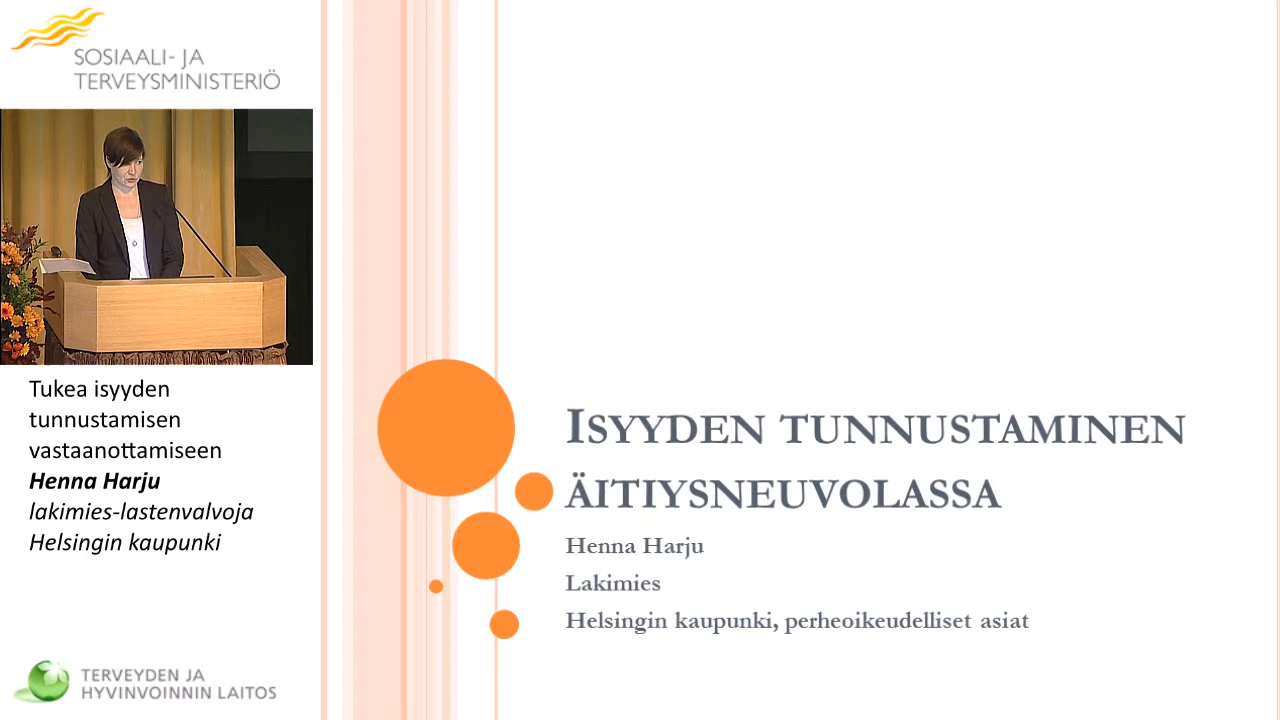 SOSIAALI- JA
TERVEYSMINISTERIÖ
Tukea isyyden
tunnustamisen
vastaanottamiseen
Henna Harju
lakimies-lastenvalvoja
Helsingin kaupunki
TERVEYDEN JA
HYVINVOINNIN LAITOS
ISYYDEN TUNNUSTAMINEN
ÄITIYSNEUVOLASSA
Henna Harju
Lakimies
Helsingin kaupunki, perheoikeudelliset asiat